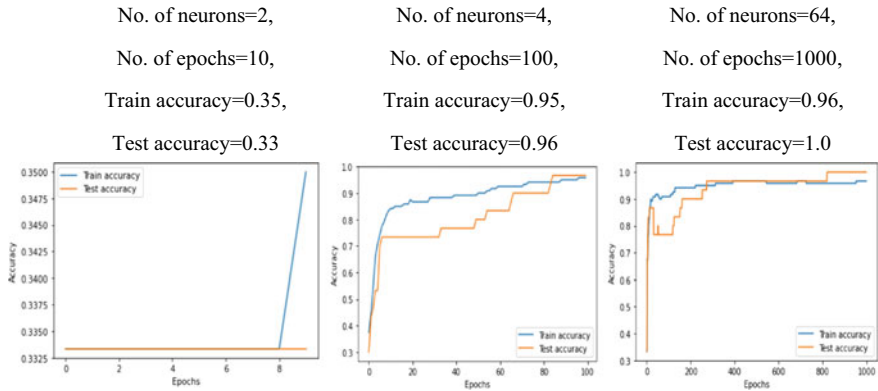 No. of neurons=2,
No. of epochs=10,
Train accuracy=0.35,
Test accuracy=0.33
0.3500
0.3475
0.3450
0.3425
0.3400
0.3375
0.3350
0.3325
Accuracy
Train accuracy
Test accuracy
0 2 4 6 8
Epochs
No. of neurons=4,
No. of epochs=100,
Train accuracy=0.95,
Test accuracy=0.96
1.0
0.9
0.8
0.7
0.6
0.5
0.4
0.3
Accuracy
Train accuracy
Test accuracy
0 20 40 60 80 100
Epochs
No. of neurons=64,
No. of epochs=1000,
Train accuracy=0.96,
Test accuracy=1.0
1.0
0.9
0.8
0.7
0.6
0.5
0.4
0.3
Accuracy
Train accuracy
Test accuracy
0 200 400 600 800 1000
Epochs